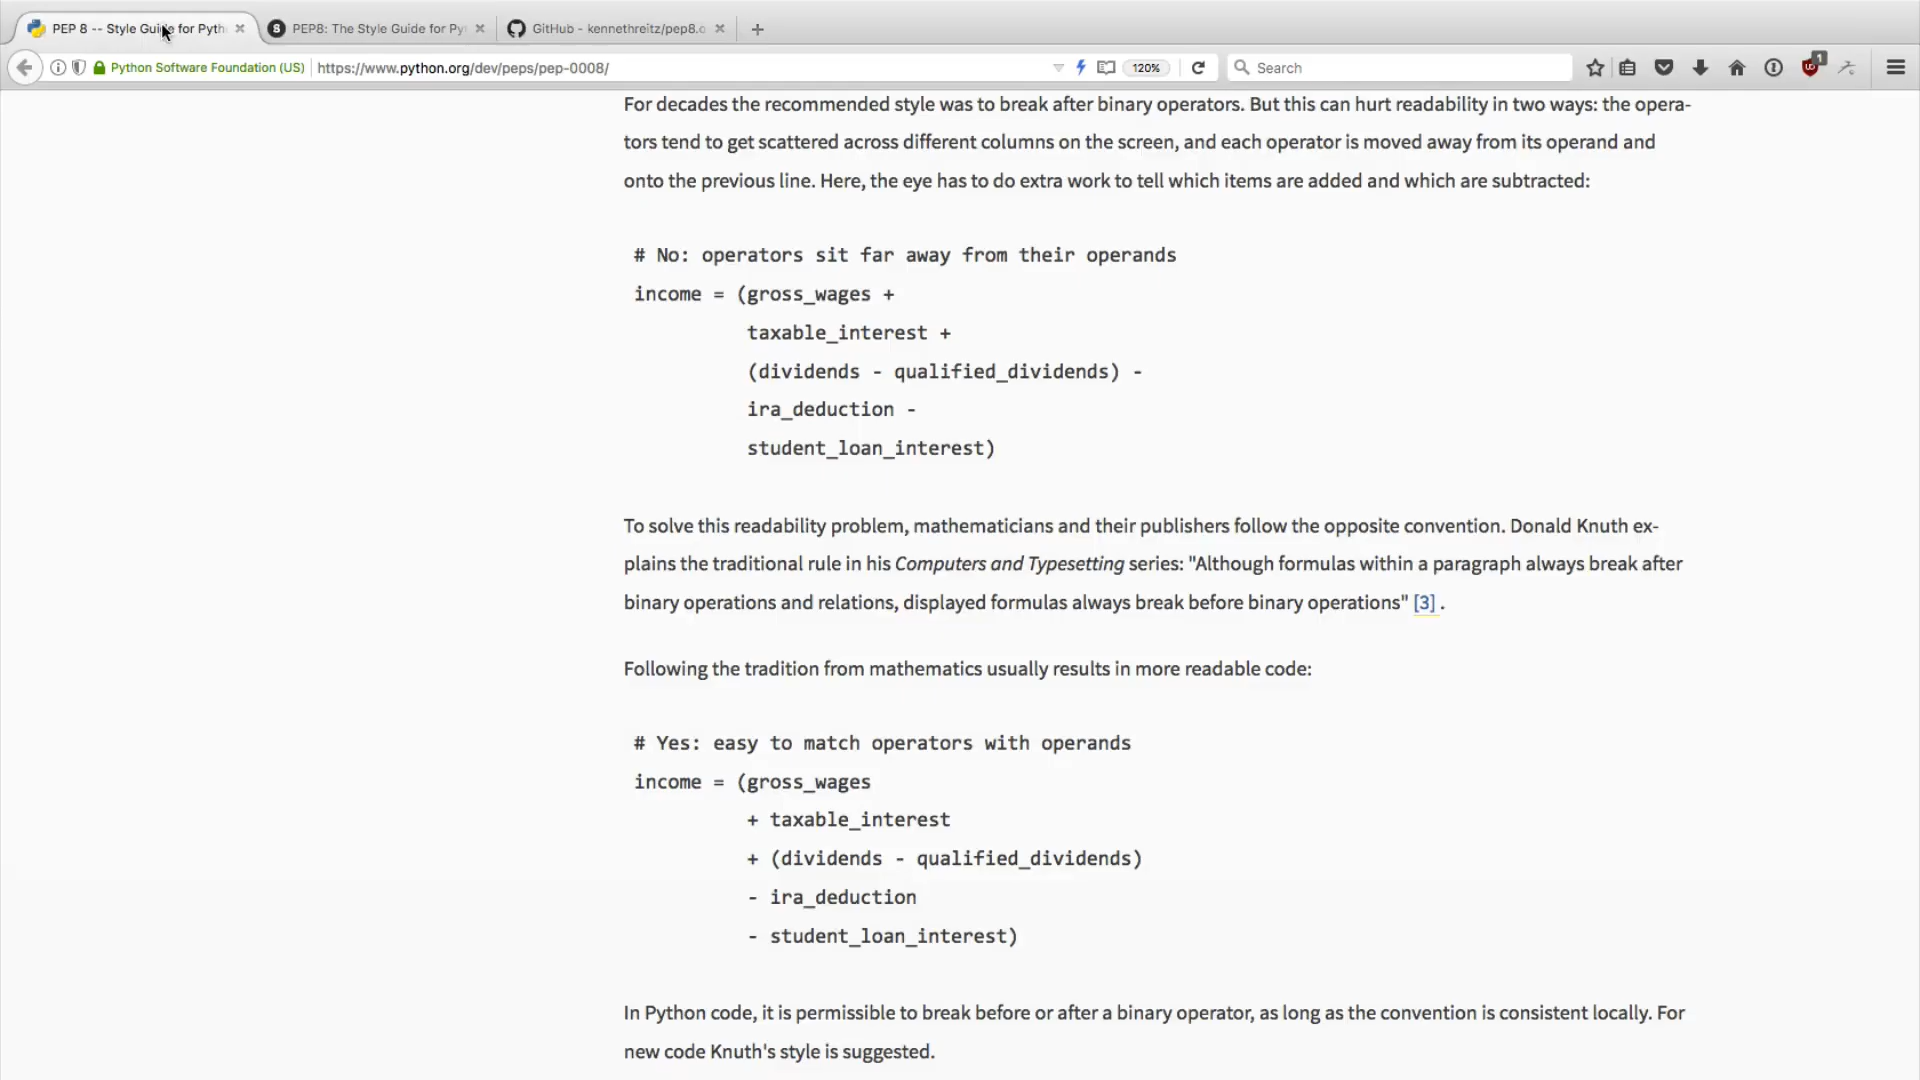 PEP 8 -- Style Guide for Pyth
PEP8: The Style Guide for Py
GitHub - kennethreitz/pep8.o
Python Software Foundation (US)
https://www.python.org/dev/peps/pep-0008/
120%
Search
1
For decades the recommended style was to break after binary operators. But this can hurt readability in two ways: the opera-
tors tend to get scattered across different columns on the screen, and each operator is moved away from its operand and
onto the previous line. Here, the eye has to do extra work to tell which items are added and which are subtracted:
# No: operators sit far away from their operands
income = (gross_wages +
taxable_interest +
(dividends - qualified_dividends) -
ira_deduction -
student_loan_interest)
To solve this readability problem, mathematicians and their publishers follow the opposite convention. Donald Knuth ex-
plains the traditional rule in his Computers and Typesetting series: "Although formulas within a paragraph always break after
binary operations and relations, displayed formulas always break before binary operations" [3] .
Following the tradition from mathematics usually results in more readable code:
# Yes: easy to match operators with operands
income = (gross_wages
+ taxable_interest
+ (dividends - qualified_dividends)
- ira_deduction
- student_loan_interest)
In Python code, it is permissible to break before or after a binary operator, as long as the convention is consistent locally. For
new code Knuth's style is suggested.